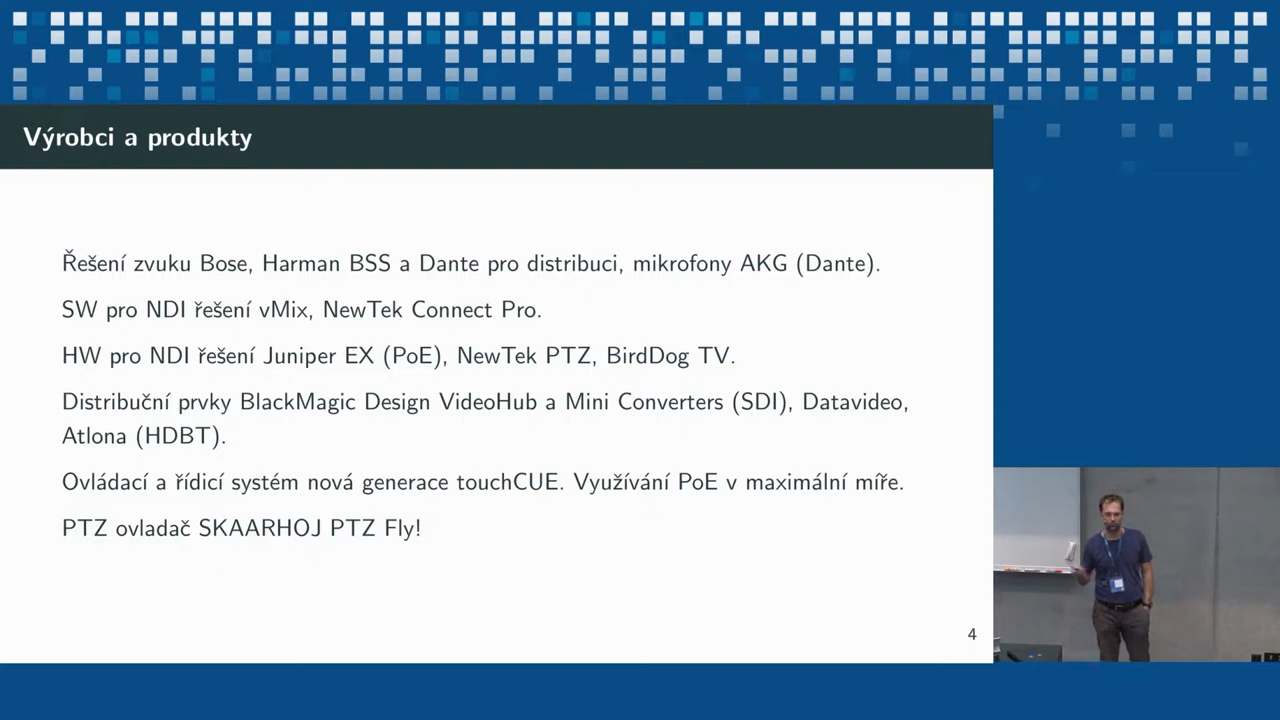 Výrobci a produkty
Řešení zvuku Bose, Harman BSS a Dante pro distribuci, mikrofony AKG (Dante).
SW pro NDI řešení vMix, NewTek Connect Pro.
HW pro NDI řešení Juniper EX (PoE), NewTek PTZ, BirdDog TV.
Distribuční prvky BlackMagic Design VideoHub a Mini Converters (SDI), Datavideo,
Atlona (HDBT).
Ovládací a řídicí systém nová generace touchCUE. Využívání PoE v maximální míře.
PTZ ovladač SKAARHOJ PTZ Fly!
4